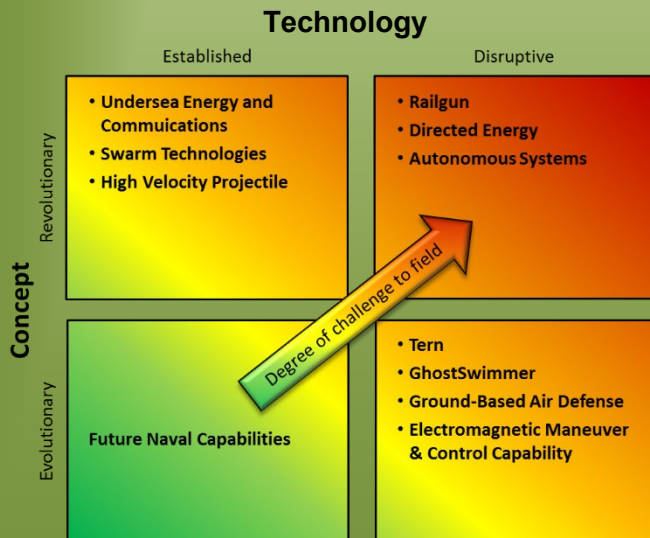 Technology
Established
Disruptive
Concept
Revolutionary
• Undersea Energy and
Commuications
• Swarm Technologies
• High Velocity Projectile
• Railgun
• Directed Energy
• Autonomous Systems
Degree of challenge to field
Evolutionary
Future Naval Capabilities
• Tern
• GhostSwimmer
• Ground-Based Air Defense
• Electromagnetic Maneuver
& Control Capability